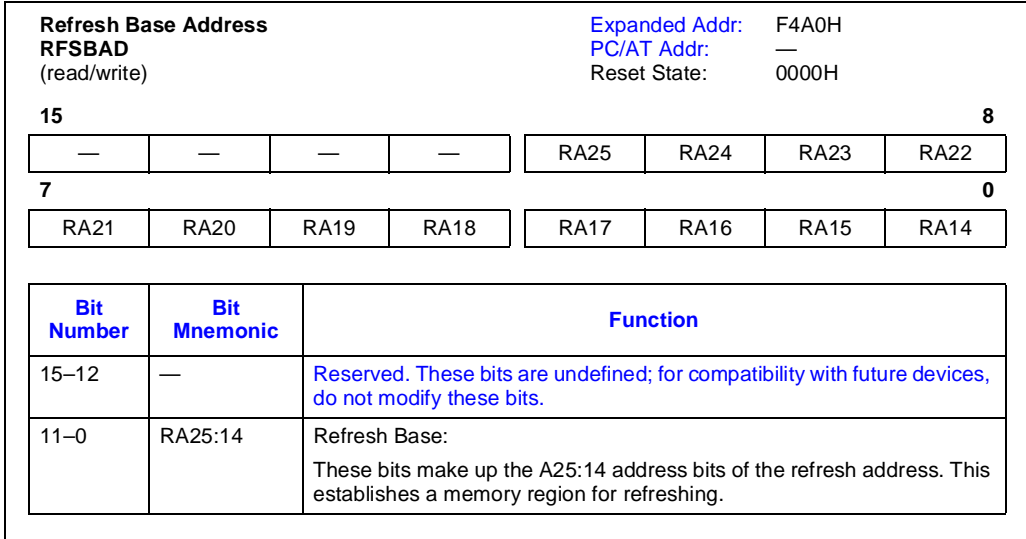 Refresh Base Address Expanded Addr: F4A0H
RFSBAD PC/AT Addr: —
(read/write) Reset State: 0000H
15 8
— — — — RA25 RA24 RA23 RA22
7 0
RA21 RA20 RA19 RA18 RA17 RA16 RA15 RA14
Bit Number Bit Mnemonic Function
15–12 — Reserved. These bits are undefined; for compatibility with future devices,
do not modify these bits.
11–0 RA25:14 Refresh Base:
These bits make up the A25:14 address bits of the refresh address. This
establishes a memory region for refreshing.